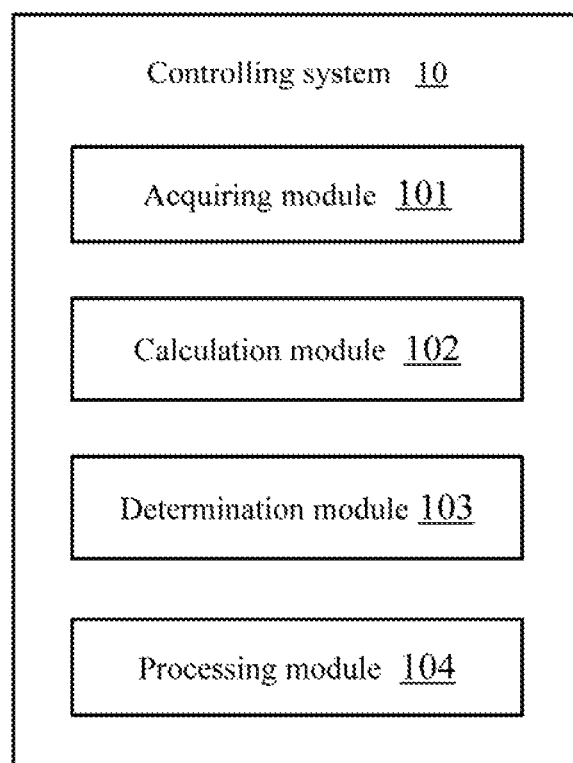 Controlling system 10
Acquiring module 101
Calculation module 102
Determination module 103
Processing module 104